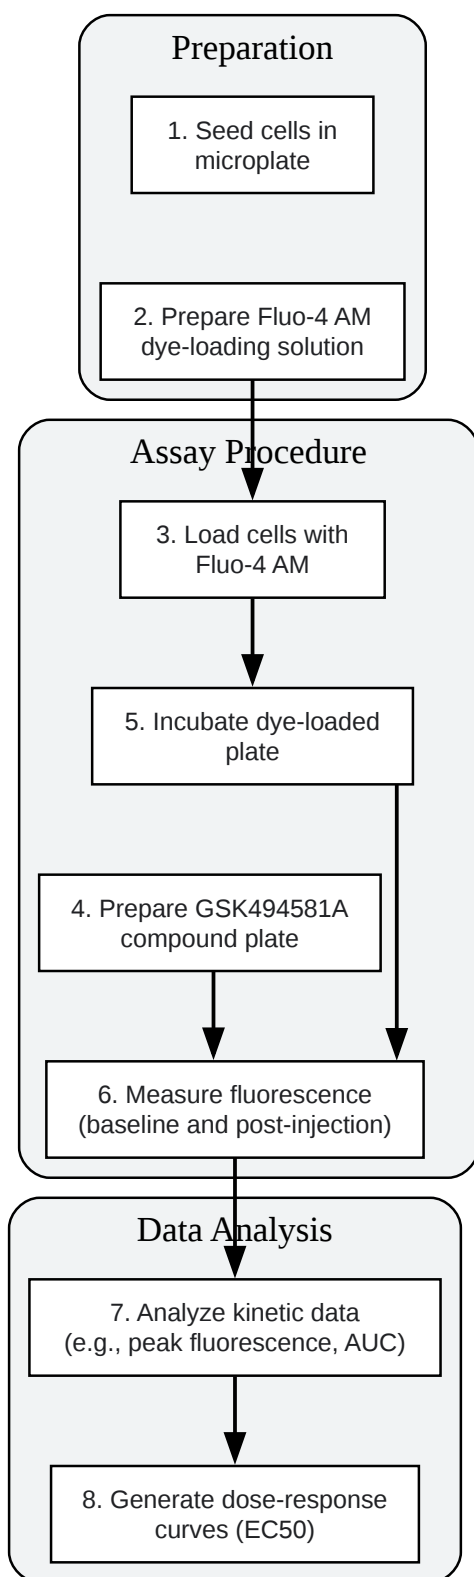 Preparation
1. Seed cells in
microplate
2. Prepare Fluo-4 AM
dye-loading solution
Assay Procedure
3. Load cells with
Fluo-4 AM
5. Incubate dye-loaded
plate
4. Prepare GSK494581A
compound plate
6. Measure fluorescence
(baseline and post-injection)
Data Analysis
7. Analyze kinetic data
(e.g., peak fluorescence, AUC)
8. Generate dose-response
curves (EC50)